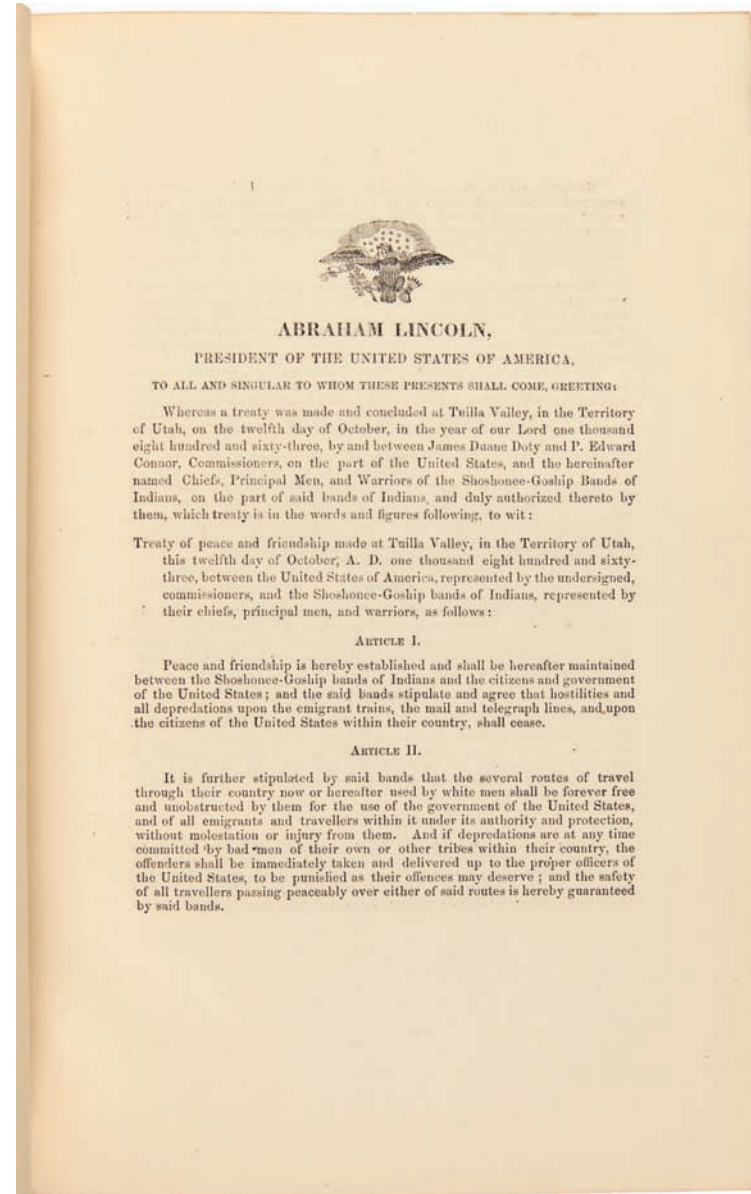 ABRAHAM LINCOLN,
PRESIDENT OF THE UNITED STATES OF AMERICA,
TO ALL AND SINGULAR TO WHOM THESE PRESENTS SHALL COME, GREETING:
Whereas a treaty was made and concluded at Tuilla Valley, in the Territory
of Utah, on the twelfth day of October, in the year of our Lord one thousand
eight hundred and sixty-three, by and between James Duane Doty and P. Edward
Connor, Commissioners, on the part of the United States, and the hereinafter
named Chiefs, Principal Men, and Warriors of the Shoshonee-Goship Bands of
Indians, on the part of said bands of Indians, and duly authorized thereto by
them, which treaty is in the words and figures following, to wit:
Treaty of peace and friendship made at Tuilla Valley, in the Territory of Utah,
this twelfth day of October, A. D. one thousand eight hundred and sixty-
three, between the United States of America, represented by the undersigned,
commissioners, and the Shoshonee-Goship bands of Indians, represented by
their chiefs, principal men, and warriors, as follows:
ARTICLE I.
Peace and friendship is hereby established and shall be hereafter maintained
between the Shoshonee-Goship bands of Indians and the citizens and government
of the United States; and the said bands stipulate and agree that hostilities and
all depredations upon the emigrant trains, the mail and telegraph lines, and upon
the citizens of the United States within their country, shall cease.
ARTICLE II.
It is further stipulated by said bands that the several routes of travel
through their country now or hereafter used by white men shall be forever free
and unobstructed by them for the use of the government of the United States,
and of all emigrants and travellers within it under its authority and protection,
without molestation or injury from them. And if depredations are at any time
committed by bad men of their own or other tribes within their country, the
offenders shall be immediately taken and delivered up to the proper officers of
the United States, to be punished as their offences may deserve; and the safety
of all travellers passing peaceably over either of said routes is hereby guaranteed
by said bands.